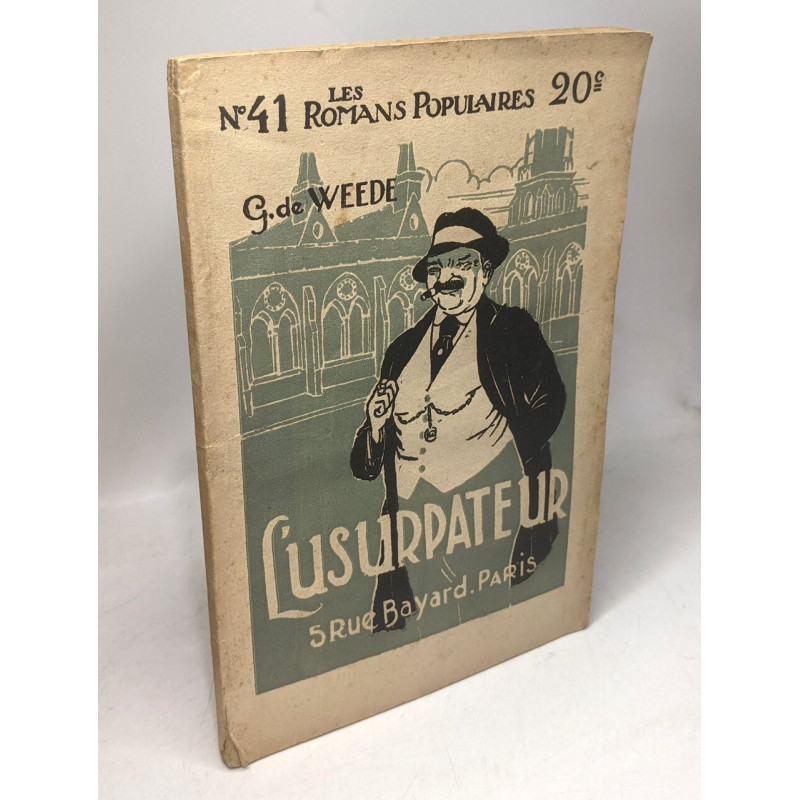 N° 41 LES ROMANS POPULAIRES 20c
G. de WEEDE
L'USURPATEUR
5 RUE Bayard. PARIS